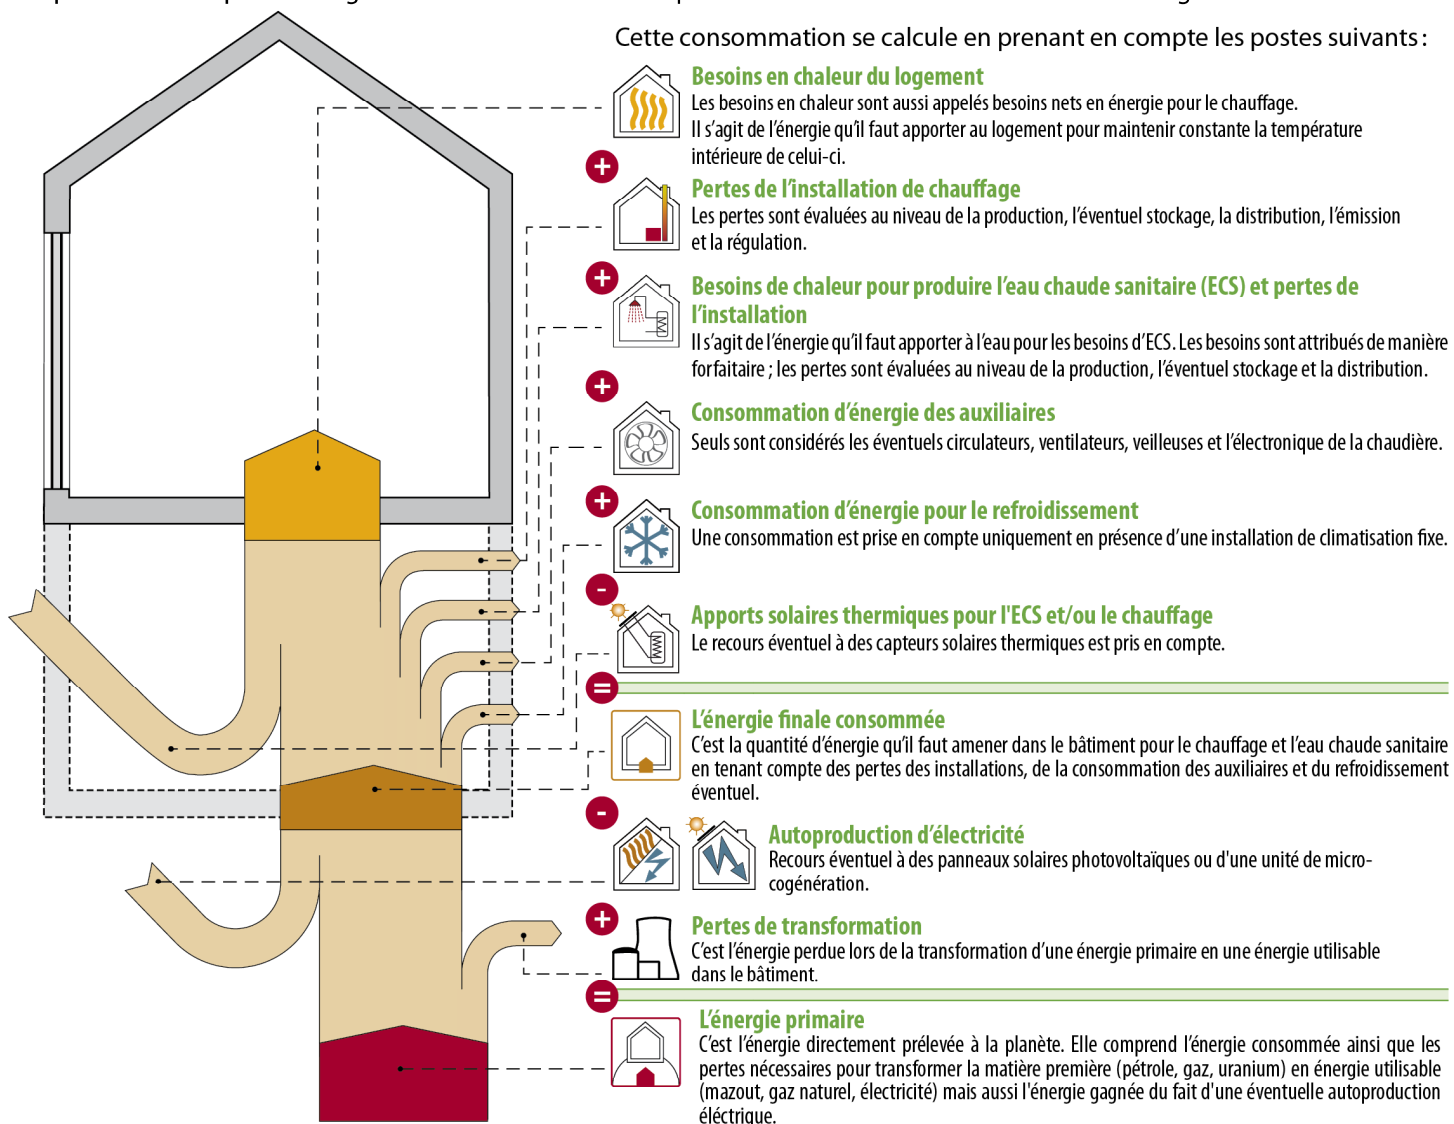 Cette consommation se calcule en prenant en compte les postes suivants :
Besoins en chaleur du logement
Les besoins en chaleur sont aussi appelés besoins nets en énergie pour le chauffage.
Il s'agit de l'énergie qu'il faut apporter au logement pour maintenir constante la température
intérieure de celui-ci.
+
Pertes de l'installation de chauffage
Les pertes sont évaluées au niveau de la production, l'éventuel stockage, la distribution, l'émission
et la régulation.
+
Besoins de chaleur pour produire l'eau chaude sanitaire (ECS) et pertes de
l'installation
Il s'agit de l'énergie qu'il faut apporter à l'eau pour les besoins d'ECS. Les besoins sont attribués de manière
forfaitaire ; les pertes sont évaluées au niveau de la production, l'éventuel stockage et la distribution.
+
Consommation d'énergie des auxiliaires
Seuls sont considérés les éventuels circulateurs, ventilateurs, veilleuses et l'électronique de la chaudière.
+
Consommation d'énergie pour le refroidissement
Une consommation est prise en compte uniquement en présence d'une installation de climatisation fixe.
-
Apports solaires thermiques pour l'ECS et/ou le chauffage
Le recours éventuel à des capteurs solaires thermiques est pris en compte.
=
L'énergie finale consommée
C'est la quantité d'énergie qu'il faut amener dans le bâtiment pour le chauffage et l'eau chaude sanitaire
en tenant compte des pertes des installations, de la consommation des auxiliaires et du refroidissement
éventuel.
-
Autoproduction d'électricité
Recours éventuel à des panneaux solaires photovoltaïques ou d'une unité de micro-
cogénération.
+
Pertes de transformation
C'est l'énergie perdue lors de la transformation d'une énergie primaire en une énergie utilisable
dans le bâtiment.
=
L'énergie primaire
C'est l'énergie directement prélevée à la planète. Elle comprend l'énergie consommée ainsi que les
pertes nécessaires pour transformer la matière première (pétrole, gaz, uranium) en énergie utilisable
(mazout, gaz naturel, électricité) mais aussi l'énergie gagnée du fait d'une éventuelle autoproduction
éléctrique.